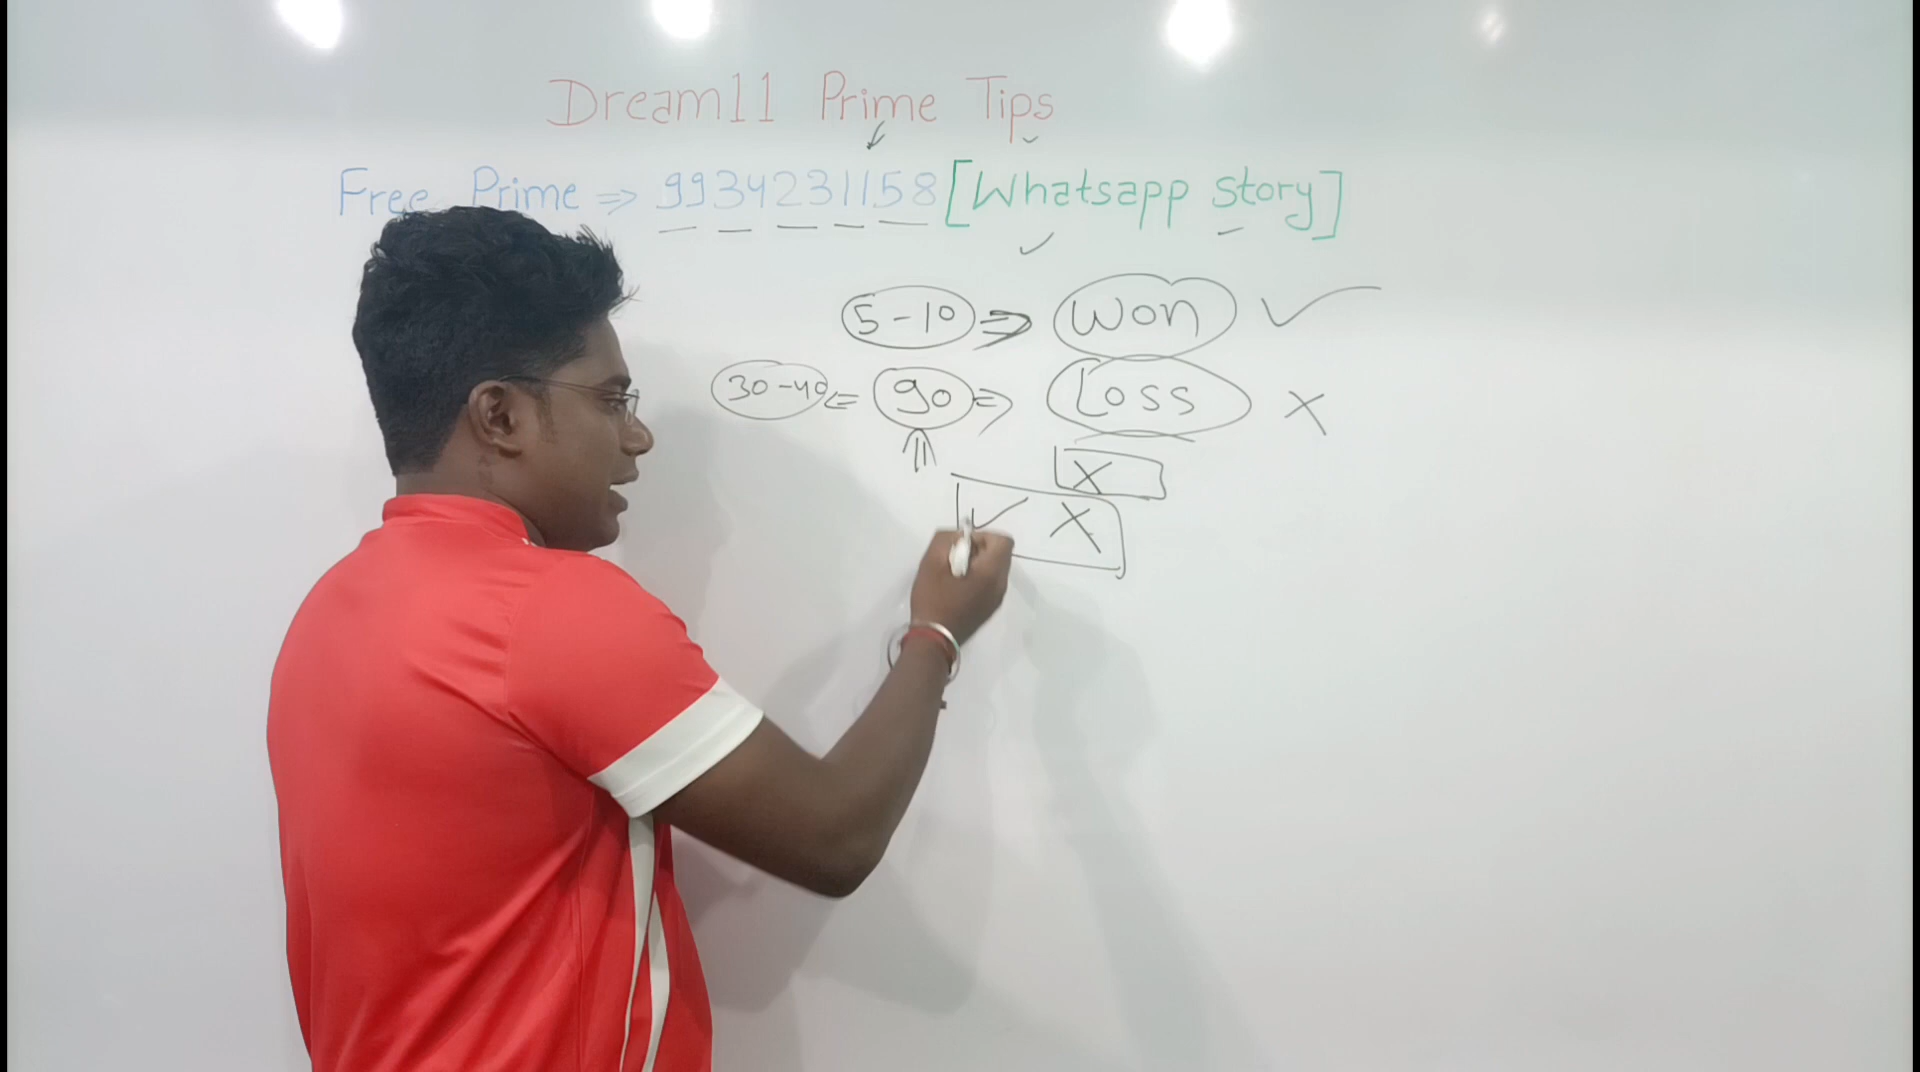 Dream11 Prime Tips
Free Prime ⇒ 9934231158 [Whatsapp story]
5-10 ⇒ Won ✓
30-40 ⇐ 90 ⇒ Loss X
X
✓ X